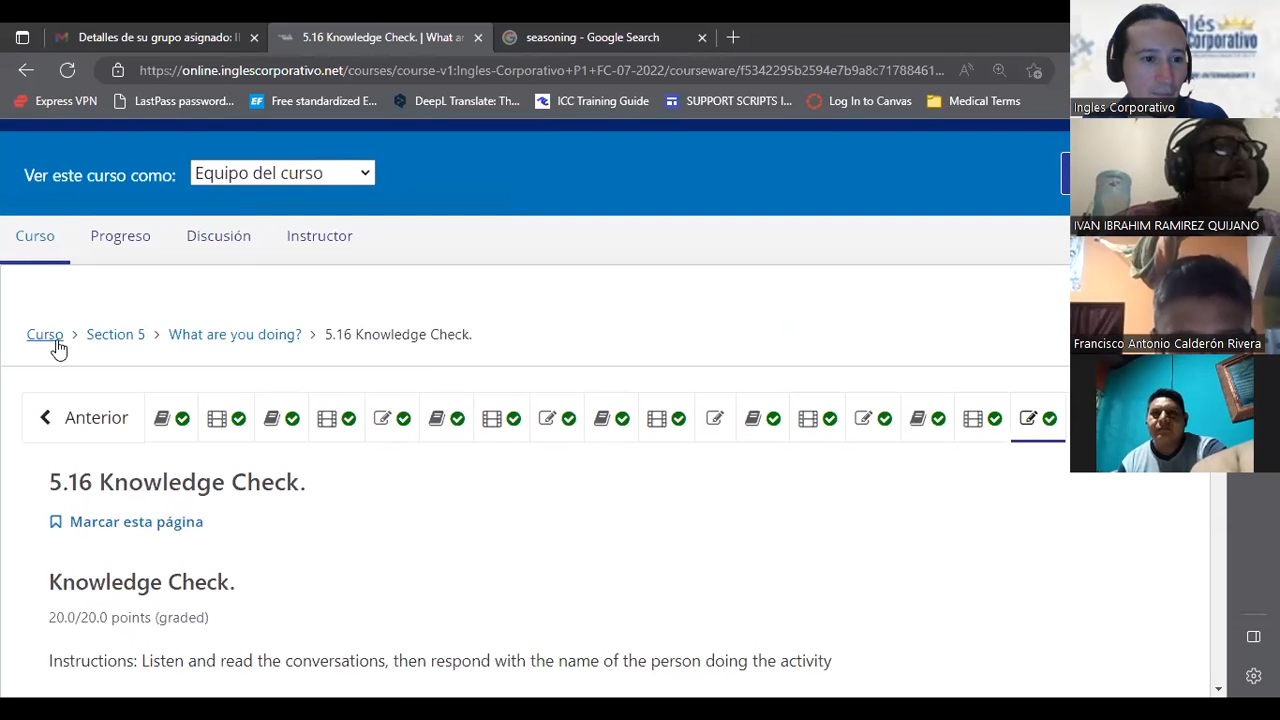 Detalles de su grupo asignado: I
5.16 Knowledge Check. | What ar
seasoning - Google Search
https://online.inglescorporativo.net/courses/course-v1:Ingles-Corporativo+P1+FC-07-2022/courseware/f5342295b2594e7b9a8c71788461...
Express VPN
LastPass password...
Free standardized E...
DeepL Translate: Th...
ICC Training Guide
SUPPORT SCRIPTS I...
Log In to Canvas
Medical Terms
Ver este curso como:
Equipo del curso
Curso
Progreso
Discusión
Instructor
Curso > Section 5 > What are you doing? > 5.16 Knowledge Check.
Anterior
5.16 Knowledge Check.
Marcar esta página
Knowledge Check.
20.0/20.0 points (graded)
Instructions: Listen and read the conversations, then respond with the name of the person doing the activity
Ingles Corporativo
IVAN IBRAHIM RAMIREZ QUIJANO
Francisco Antonio Calderón Rivera